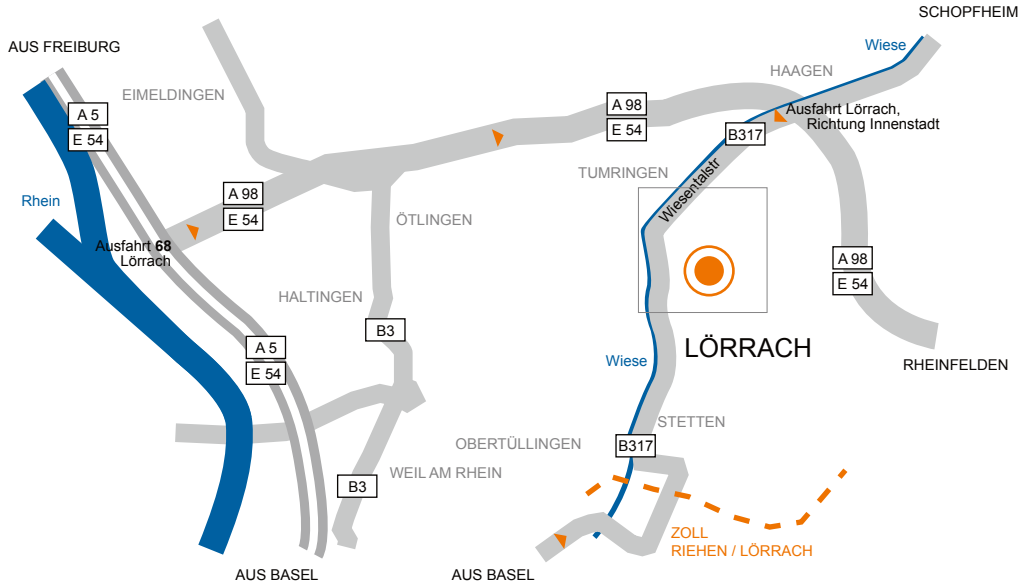 SCHOPFHEIM
AUS FREIBURG
Wiese
HAAGEN
EIMELDINGEN
A 5
E 54
A 98
E 54
Ausfahrt Lörrach,
Richtung Innenstadt
B317
TUMRINGEN
Wiesentalstr
Rhein
A 98
E 54
ÖTLINGEN
Ausfahrt 68
Lörrach
A 98
E 54
HALTINGEN
B3
A 5
E 54
LÖRRACH
Wiese
RHEINFELDEN
STETTEN
OBERTÜLLINGEN
B317
WEIL AM RHEIN
B3
ZOLL
RIEHEN / LÖRRACH
AUS BASEL
AUS BASEL